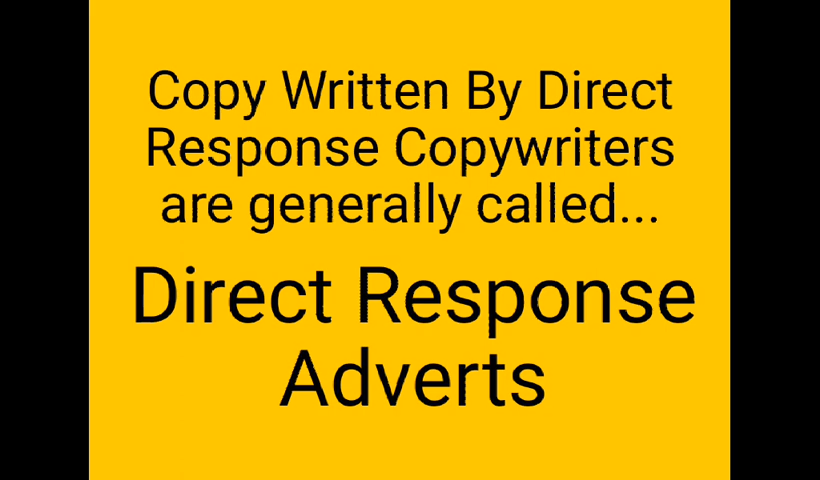 Copy Written By Direct
Response Copywriters
are generally called...
Direct Response
Adverts